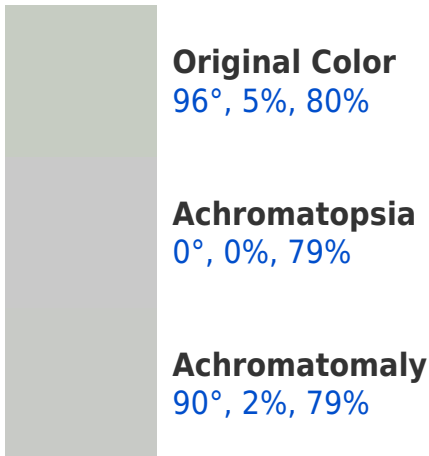 Original Color
96°, 5%, 80%
Achromatopsia
0°, 0%, 79%
Achromatomaly
90°, 2%, 79%